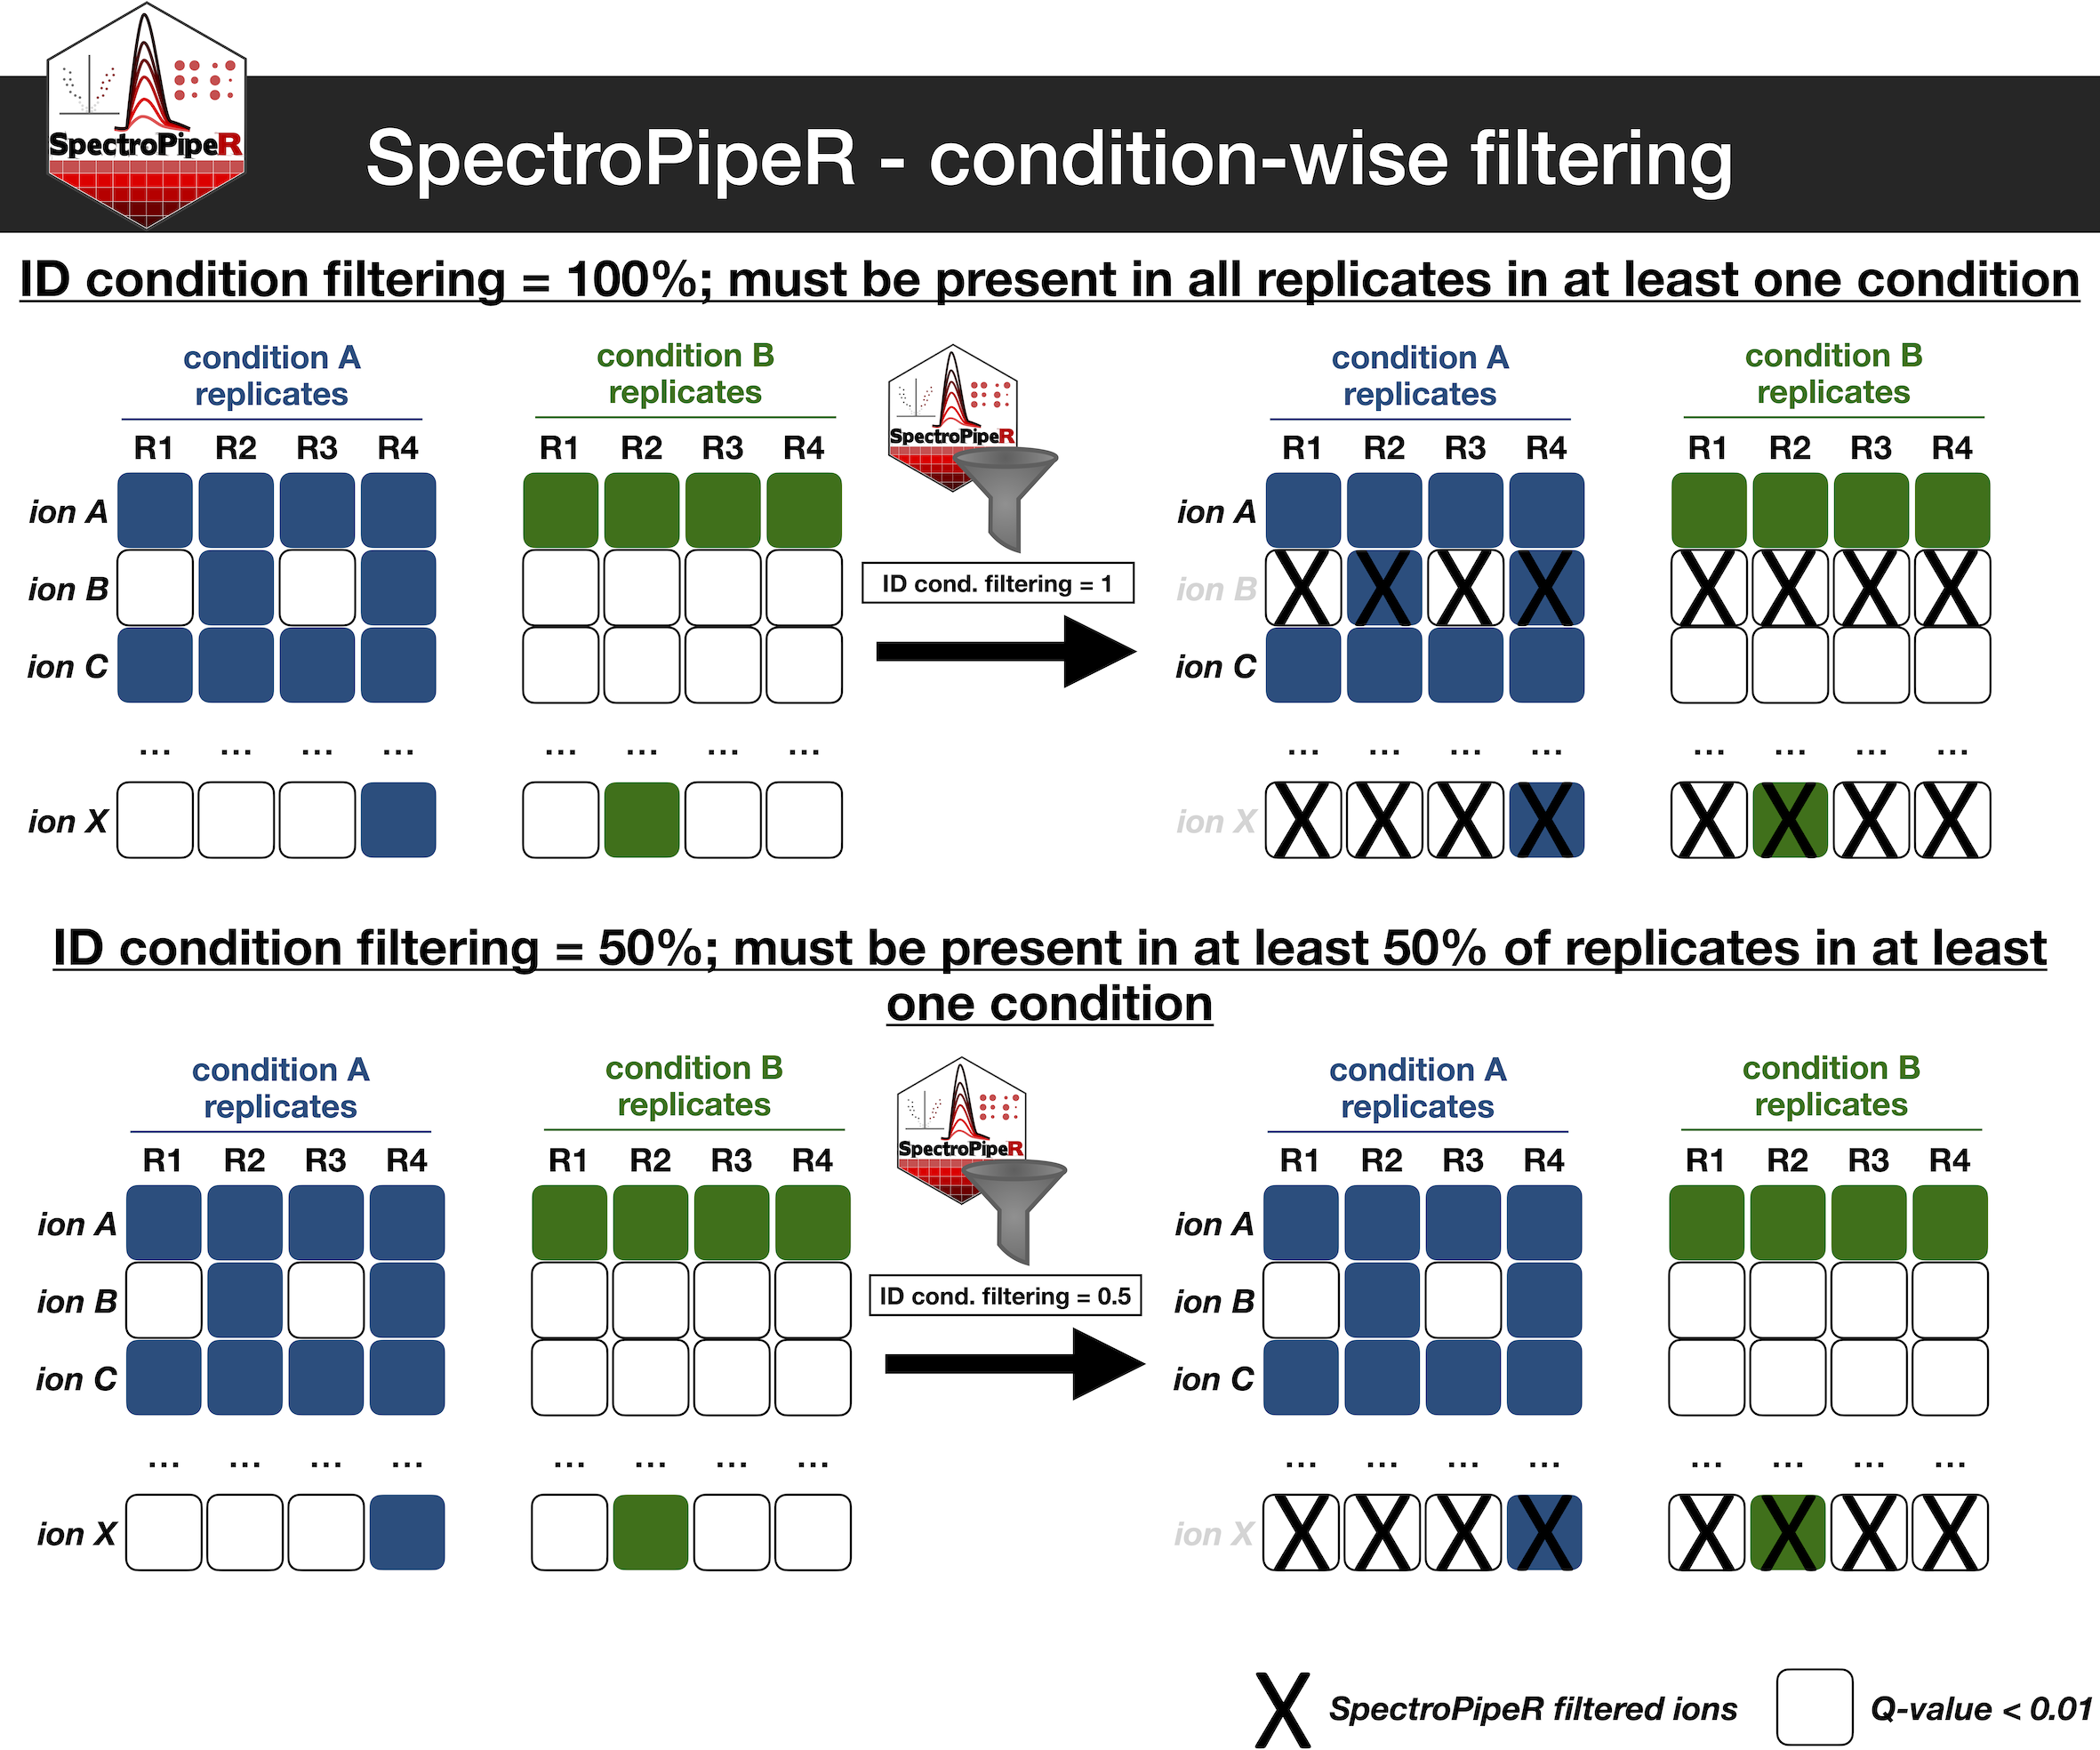 SpectroPipeR
SpectroPipeR - condition-wise filtering
ID condition filtering = 100%; must be present in all replicates in at least one condition
condition A
replicates
condition B
replicates
R1 R2 R3 R4
R1 R2 R3 R4
ion A
ion B
ion C
... ... ... ...
... ... ... ...
ion X
SpectroPipeR
ID cond. filtering = 1
condition A
replicates
condition B
replicates
R1 R2 R3 R4
R1 R2 R3 R4
ion A
ion B
X X X X
X X X X
ion C
... ... ... ...
... ... ... ...
ion X
X X X X
X X X X
ID condition filtering = 50%; must be present in at least 50% of replicates in at least
one condition
condition A
replicates
condition B
replicates
R1 R2 R3 R4
R1 R2 R3 R4
ion A
ion B
ion C
... ... ... ...
... ... ... ...
ion X
SpectroPipeR
ID cond. filtering = 0.5
condition A
replicates
condition B
replicates
R1 R2 R3 R4
R1 R2 R3 R4
ion A
ion B
ion C
... ... ... ...
... ... ... ...
ion X
X X X X
X X X X
X SpectroPipeR filtered ions
Q-value < 0.01